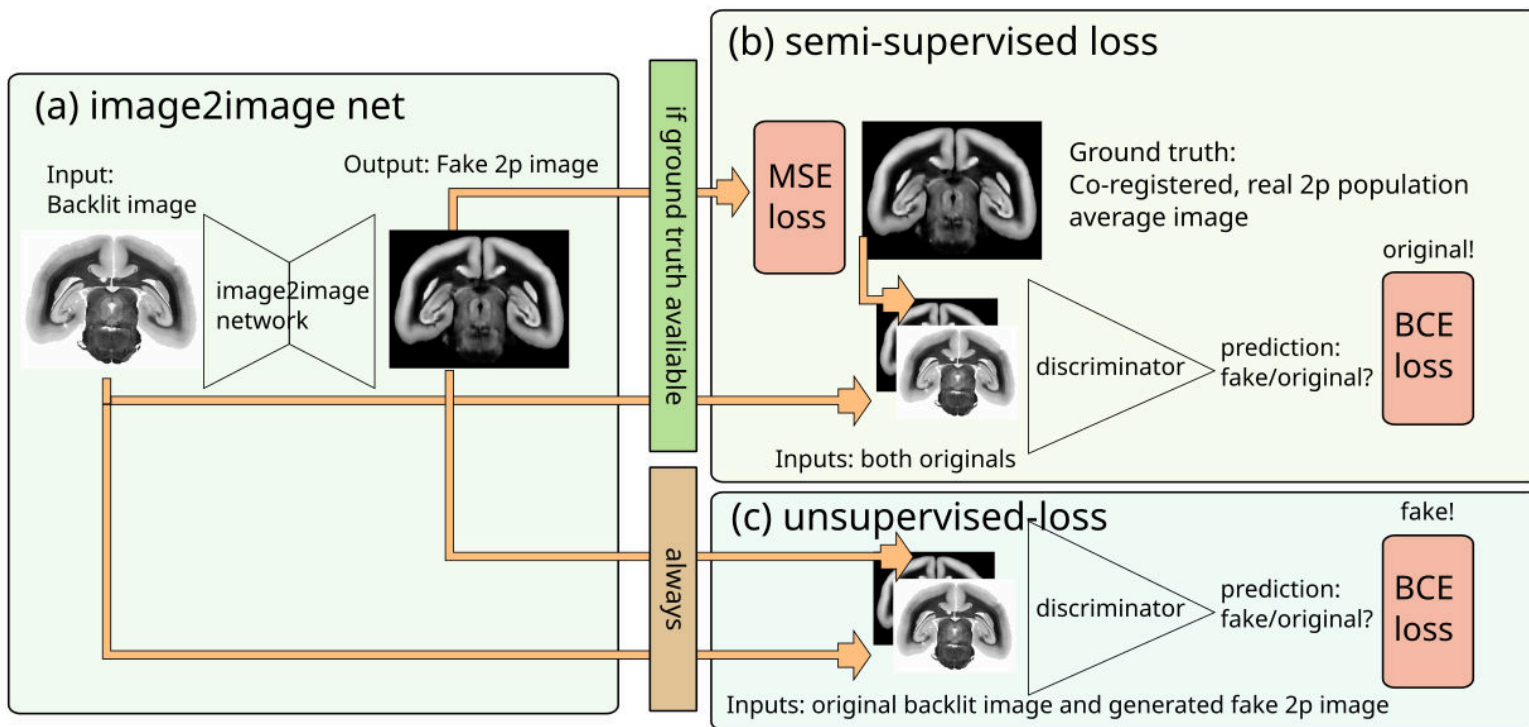 (a) image2image net
Input:
Backlit image
Output: Fake 2p image
image2image
network
if ground truth avaliable
always
(b) semi-supervised loss
MSE
loss
Ground truth:
Co-registered, real 2p population
average image
original!
discriminator
prediction:
fake/original?
BCE
loss
Inputs: both originals
(c) unsupervised-loss
fake!
discriminator
prediction:
fake/original?
BCE
loss
Inputs: original backlit image and generated fake 2p image